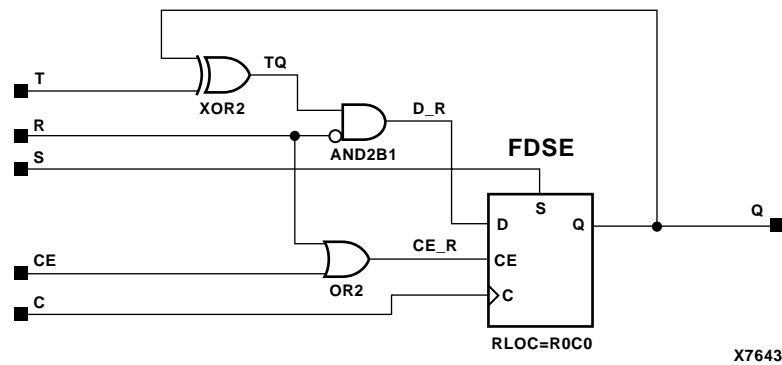 TQ
T
XOR2
D_R
R
AND2B1
FDSE
S
S
Q
D
Q
CE_R
CE
CE
OR2
C
C
RLOC=R0C0
X7643